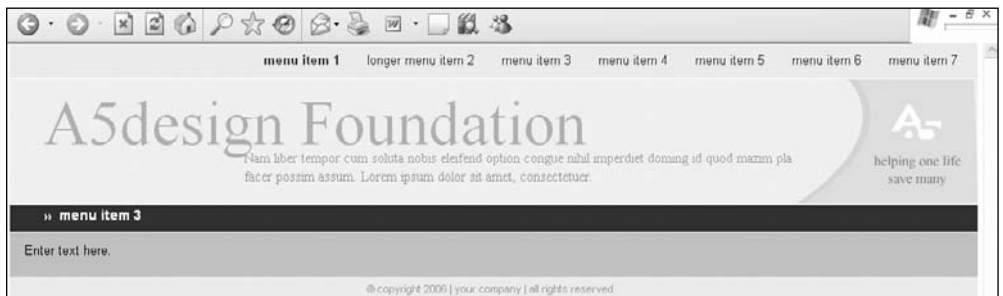 menu item 1 longer menu item 2 menu item 3 menu item 4 menu item 5 menu item 6 menu item 7
A5design Foundation
Nam liber tempor cum soluta nobis eleifend option congue nihil imperdiet doming id quod mazim pla
facer possim assum. Lorem ipsum dolor sit amet, consectetuer.
A5
helping one life
save many
» menu item 3
Enter text here.
© copyright 2006 | your company | all rights reserved